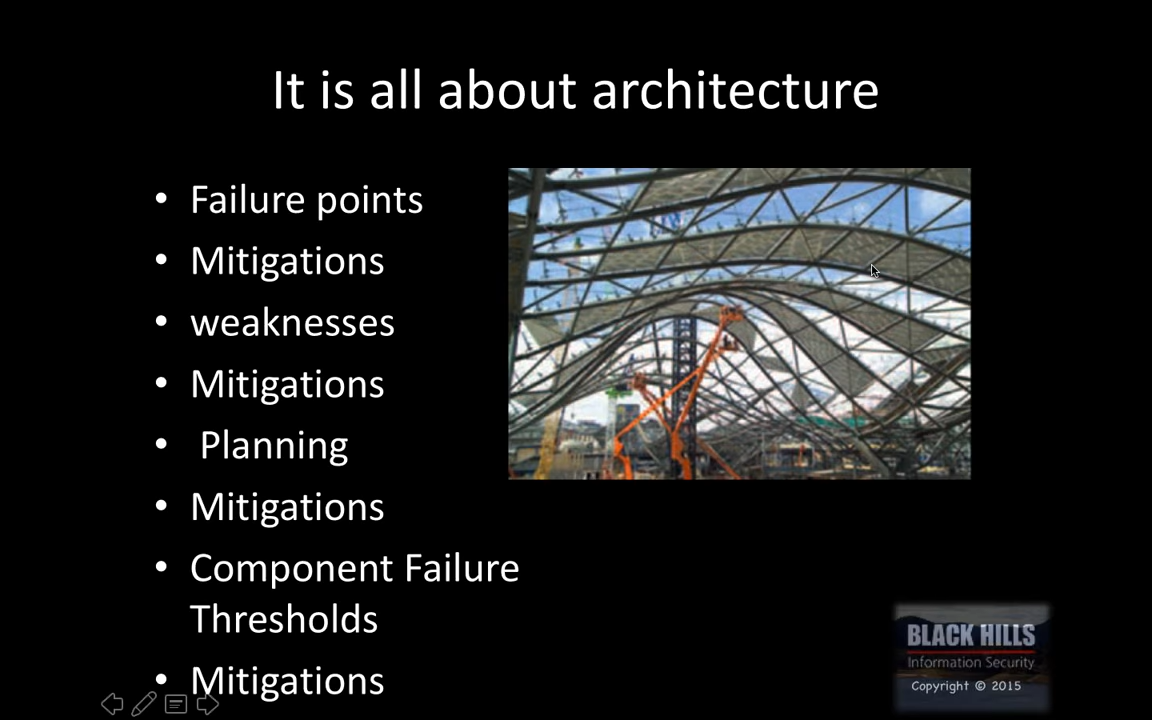 It is all about architecture
• Failure points
• Mitigations
• weaknesses
• Mitigations
• Planning
• Mitigations
• Component Failure
Thresholds
• Mitigations
BLACK HILLS
Information Security
Copyright © 2015